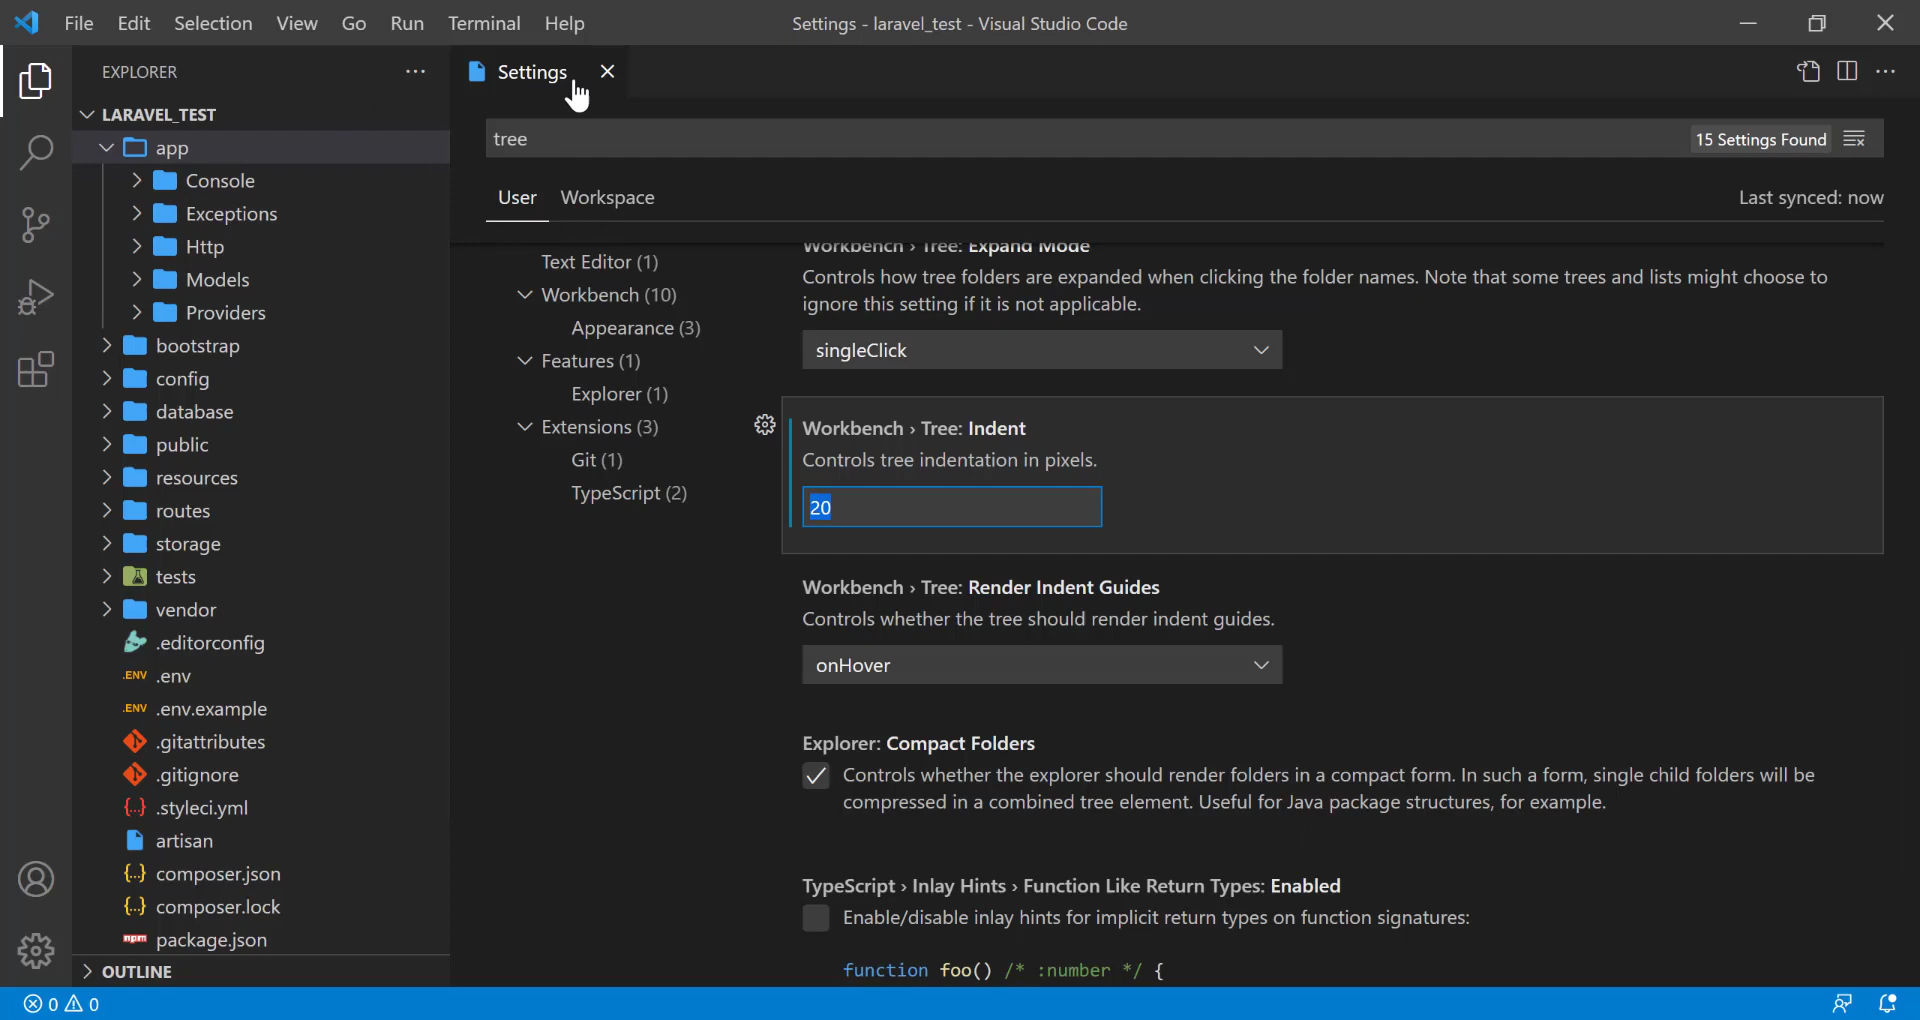 File Edit Selection View Go Run Terminal Help
Settings - laravel_test - Visual Studio Code
EXPLORER
LARAVEL_TEST
app
Console
Exceptions
Http
Models
Providers
bootstrap
config
database
public
resources
routes
storage
tests
vendor
.editorconfig
.ENV .env
.ENV .env.example
.gitattributes
.gitignore
{..} .styleci.yml
artisan
{..} composer.json
{..} composer.lock
npm package.json
OUTLINE
Settings
tree
15 Settings Found
User Workspace
Last synced: now
Text Editor (1)
Workbench (10)
Appearance (3)
Features (1)
Explorer (1)
Extensions (3)
Git (1)
TypeScript (2)
Workbench › Tree: Expand Mode
Controls how tree folders are expanded when clicking the folder names. Note that some trees and lists might choose to
ignore this setting if it is not applicable.
singleClick
Workbench › Tree: Indent
Controls tree indentation in pixels.
20
Workbench › Tree: Render Indent Guides
Controls whether the tree should render indent guides.
onHover
Explorer: Compact Folders
Controls whether the explorer should render folders in a compact form. In such a form, single child folders will be
compressed in a combined tree element. Useful for Java package structures, for example.
TypeScript › Inlay Hints › Function Like Return Types: Enabled
Enable/disable inlay hints for implicit return types on function signatures:
function foo() /* :number */ {
0 0